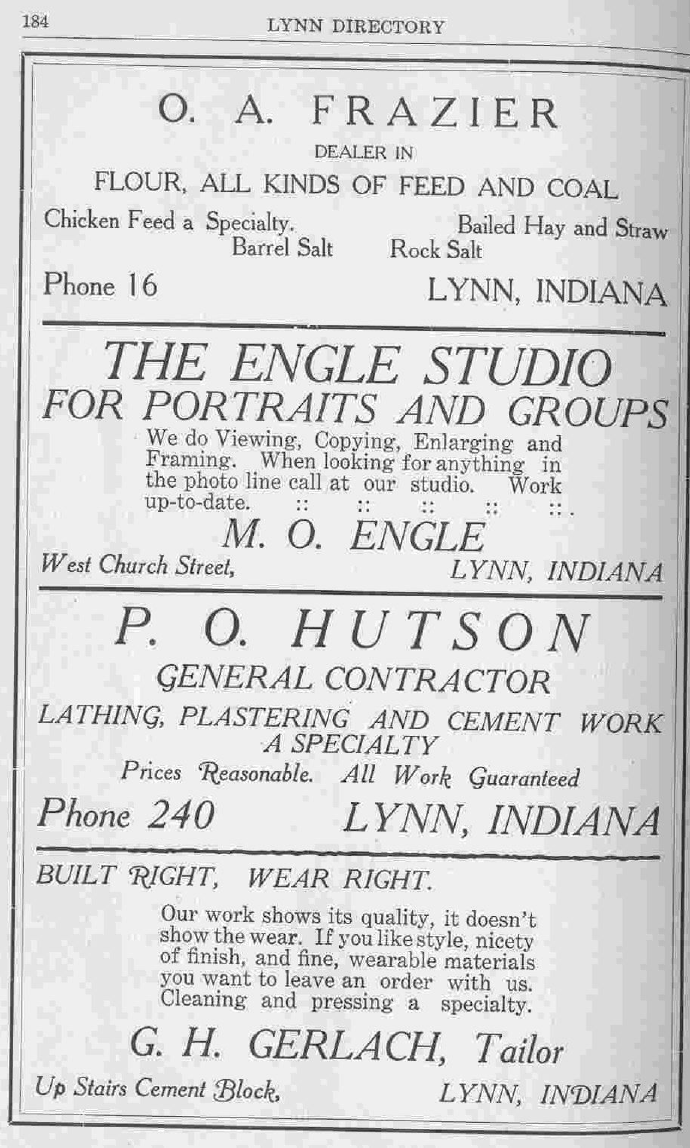 184
LYNN DIRECTORY
O. A. FRAZIER
DEALER IN
FLOUR, ALL KINDS OF FEED AND COAL
Chicken Feed a Specialty. Bailed Hay and Straw
Barrel Salt Rock Salt
Phone 16 LYNN, INDIANA
THE ENGLE STUDIO
FOR PORTRAITS AND GROUPS
We do Viewing, Copying, Enlarging and
Framing. When looking for anything in
the photo line call at our studio. Work
up-to-date. :: :: :: :: ::.
M. O. ENGLE
West Church Street, LYNN, INDIANA
P. O. HUTSON
GENERAL CONTRACTOR
LATHING, PLASTERING AND CEMENT WORK
A SPECIALTY
Prices Reasonable. All Work Guaranteed
Phone 240 LYNN, INDIANA
BUILT RIGHT, WEAR RIGHT.
Our work shows its quality, it doesn't
show the wear. If you like style, nicety
of finish, and fine, wearable materials
you want to leave an order with us.
Cleaning and pressing a specialty.
G. H. GERLACH, Tailor
Up Stairs Cement Block, LYNN, INDIANA